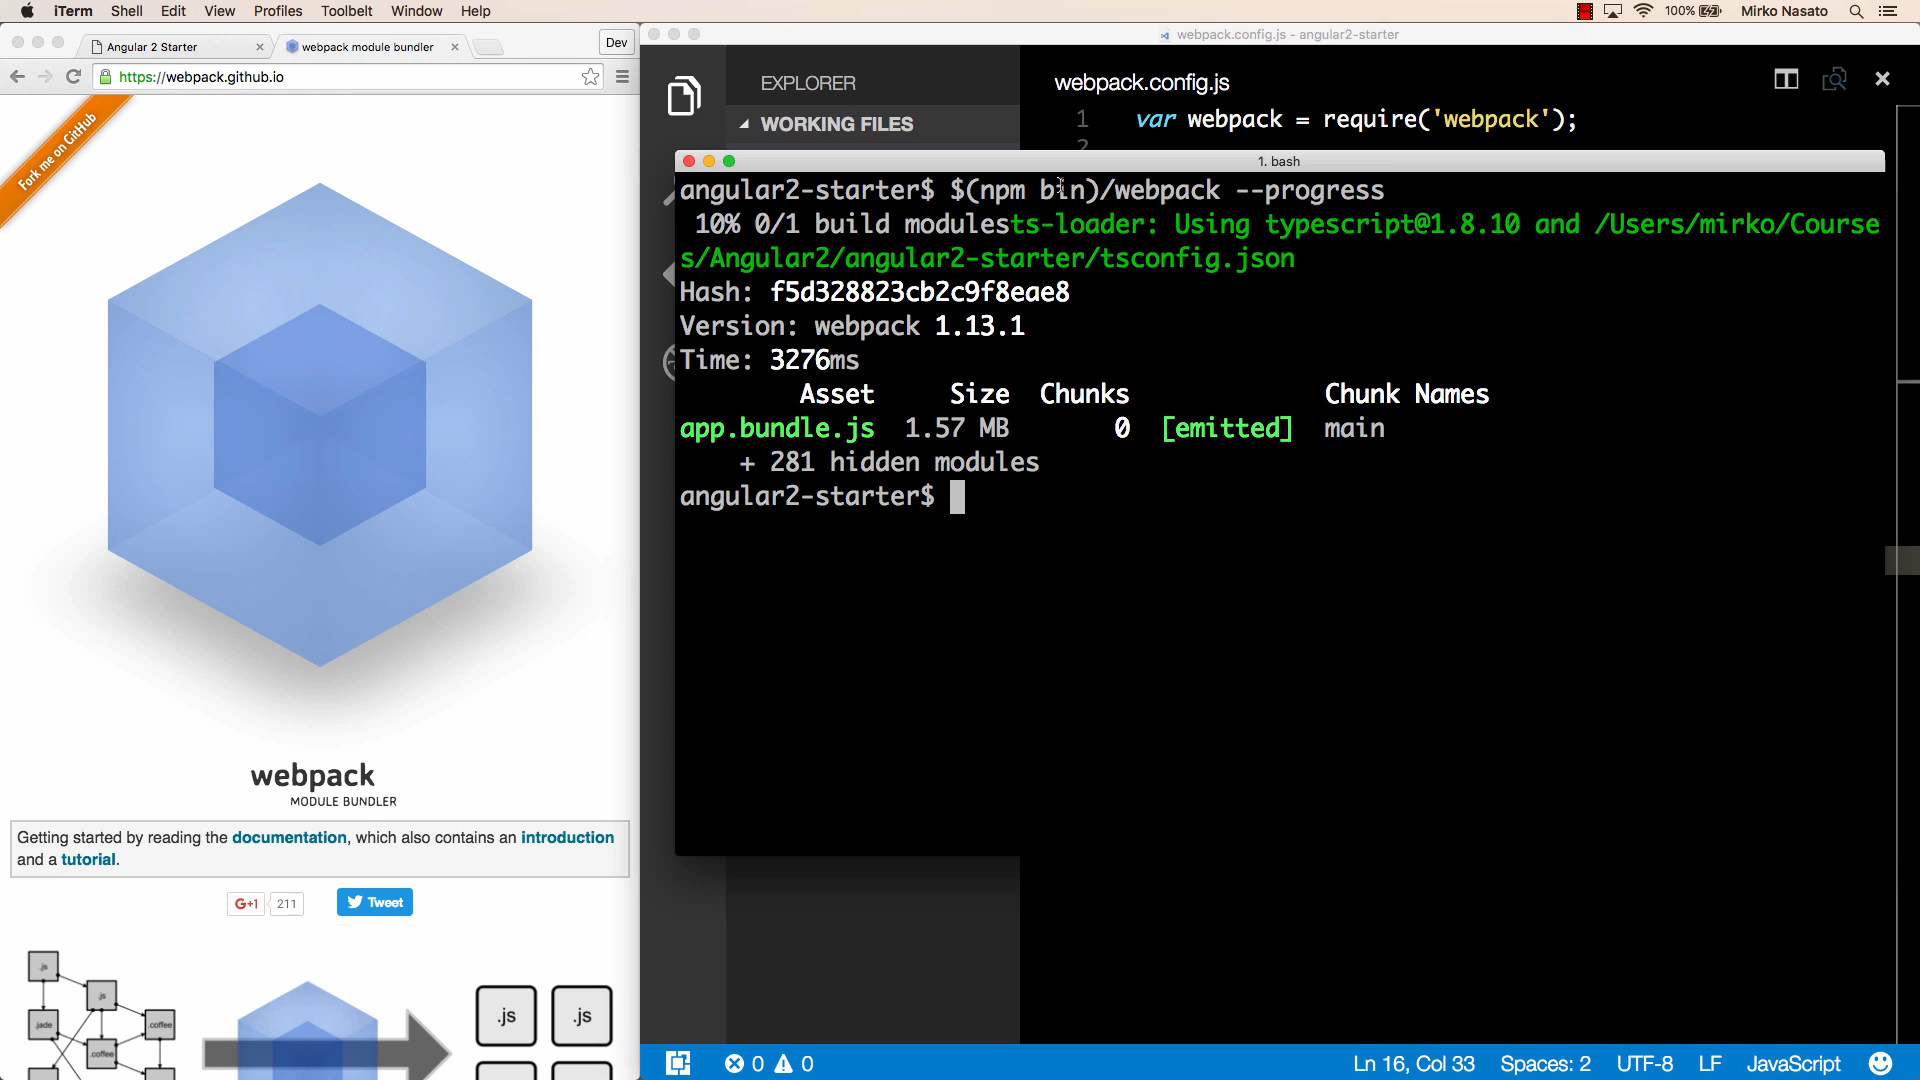 iTerm Shell Edit View Profiles Toolbelt Window Help 100% Mirko Nasato
Angular 2 Starter
webpack module bundler
Dev
https://webpack.github.io
Fork me on GitHub
webpack
MODULE BUNDLER
Getting started by reading the documentation, which also contains an introduction
and a tutorial.
G+1 211 Tweet
.js
.js
.jade
.coffee
.coffee
.js .js
webpack.config.js - angular2-starter
EXPLORER
WORKING FILES
webpack.config.js
1 var webpack = require('webpack');
2
1. bash
angular2-starter$ $(npm bin)/webpack --progress
10% 0/1 build modulests-loader: Using typescript@1.8.10 and /Users/mirko/Course
s/Angular2/angular2-starter/tsconfig.json
Hash: f5d328823cb2c9f8eae8
Version: webpack 1.13.1
Time: 3276ms
Asset Size Chunks Chunk Names
app.bundle.js 1.57 MB 0 [emitted] main
+ 281 hidden modules
angular2-starter$
0 0 Ln 16, Col 33 Spaces: 2 UTF-8 LF JavaScript